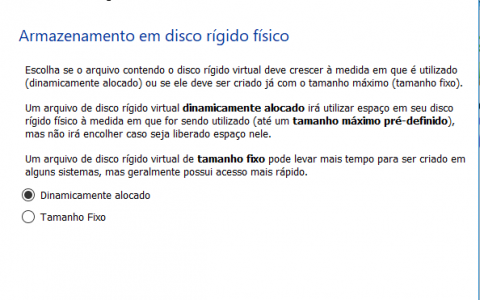 Armazenamento em disco rígido físico
Escolha se o arquivo contendo o disco rígido virtual deve crescer à medida em que é utilizado
(dinamicamente alocado) ou se ele deve ser criado já com o tamanho máximo (tamanho fixo).
Um arquivo de disco rígido virtual dinamicamente alocado irá utilizar espaço em seu disco
rígido físico à medida em que for sendo utilizado (até um tamanho máximo pré-definido),
mas não irá encolher caso seja liberado espaço nele.
Um arquivo de disco rígido virtual de tamanho fixo pode levar mais tempo para ser criado em
alguns sistemas, mas geralmente possui acesso mais rápido.
Dinamicamente alocado
Tamanho Fixo